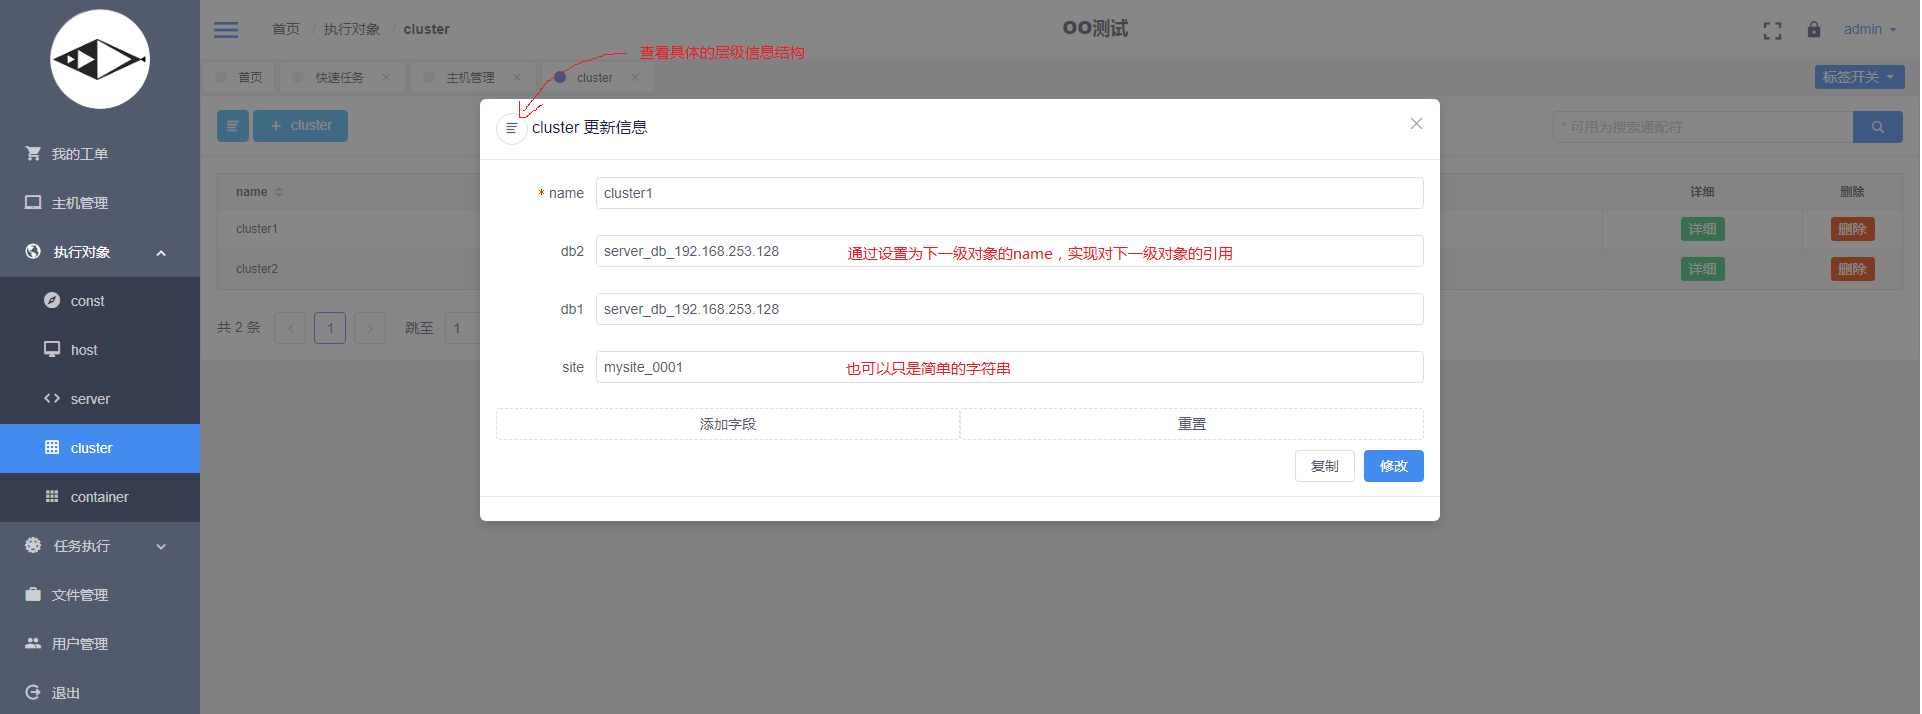 首页 / 执行对象 / cluster
OO测试
admin
查看具体的层级信息结构
首页
快速任务
主机管理
cluster
标签开关
+ cluster
* 可用为搜索通配符
我的工单
主机管理
执行对象
const
host
server
cluster
container
任务执行
文件管理
用户管理
退出
name
详细
删除
cluster1
详细
删除
cluster2
详细
删除
共 2 条
1
跳至
1
cluster 更新信息
* name
cluster1
db2
server_db_192.168.253.128
通过设置为下一级对象的name，实现对下一级对象的引用
db1
server_db_192.168.253.128
site
mysite_0001
也可以只是简单的字符串
添加字段
重置
复制
修改